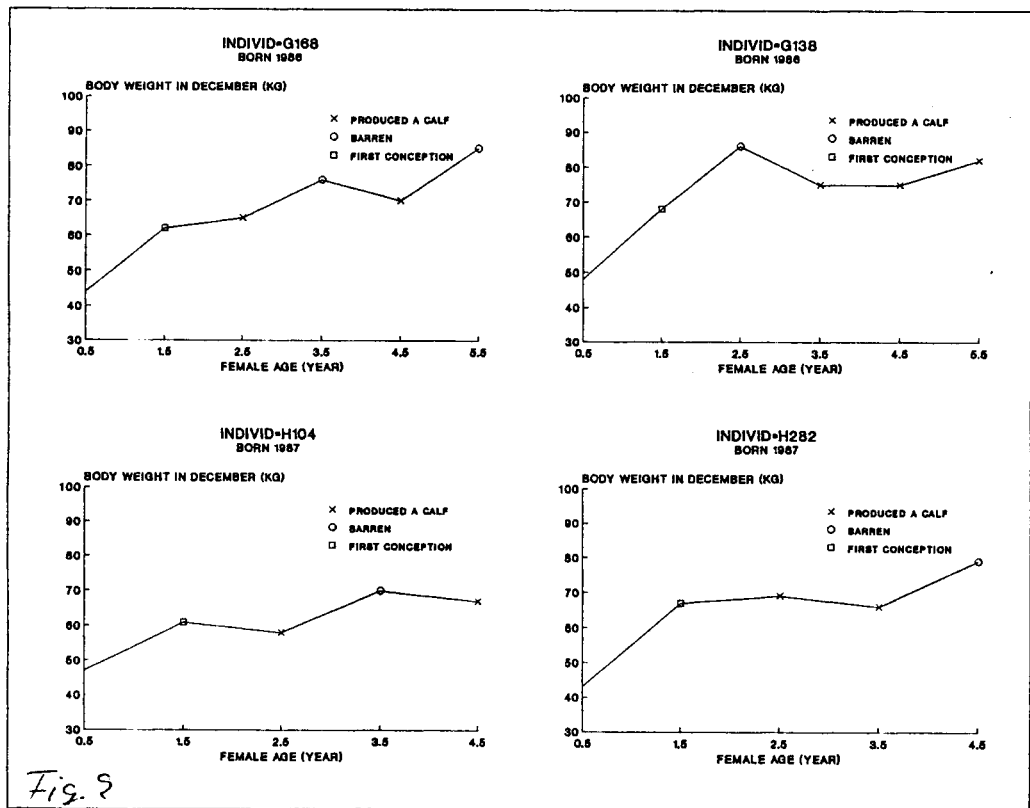 INDIVID=G168
BORN 1986
BODY WEIGHT IN DECEMBER (KG)
100
90
80
70
60
50
40
30
× PRODUCED A CALF
○ BARREN
□ FIRST CONCEPTION
0.5 1.5 2.5 3.5 4.5 5.5
FEMALE AGE (YEAR)
INDIVID=G138
BORN 1986
BODY WEIGHT IN DECEMBER (KG)
100
90
80
70
60
50
40
30
× PRODUCED A CALF
○ BARREN
□ FIRST CONCEPTION
0.5 1.5 2.5 3.5 4.5 5.5
FEMALE AGE (YEAR)
INDIVID=H104
BORN 1987
BODY WEIGHT IN DECEMBER (KG)
100
90
80
70
60
50
40
30
× PRODUCED A CALF
○ BARREN
□ FIRST CONCEPTION
0.5 1.5 2.5 3.5 4.5
FEMALE AGE (YEAR)
INDIVID=H282
BORN 1987
BODY WEIGHT IN DECEMBER (KG)
100
90
80
70
60
50
40
30
× PRODUCED A CALF
○ BARREN
□ FIRST CONCEPTION
0.5 1.5 2.5 3.5 4.5
FEMALE AGE (YEAR)
Fig.